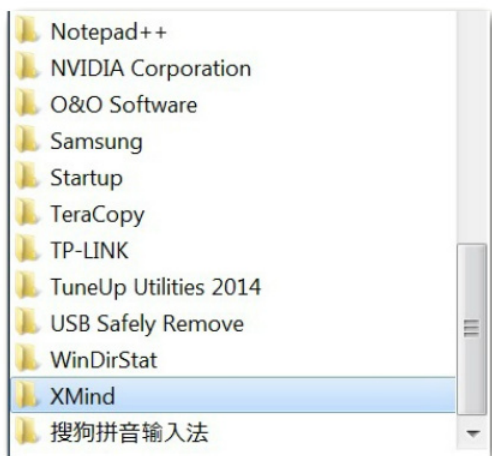 Notepad++
NVIDIA Corporation
O&O Software
Samsung
Startup
TeraCopy
TP-LINK
TuneUp Utilities 2014
USB Safely Remove
WinDirStat
XMind
搜狗拼音输入法